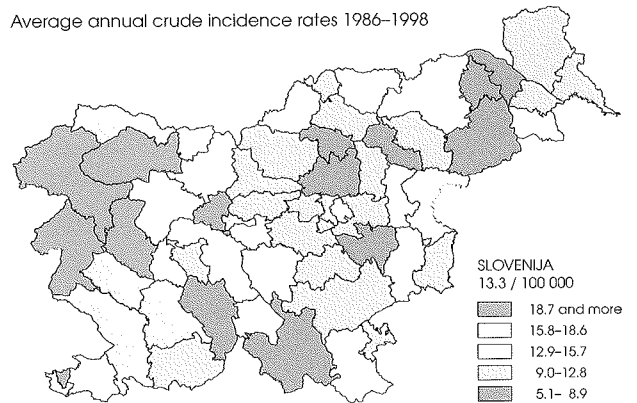 Average annual crude incidence rates 1986–1998
SLOVENIJA
13.3 / 100 000
18.7 and more
15.8–18.6
12.9–15.7
9.0–12.8
5.1– 8.9